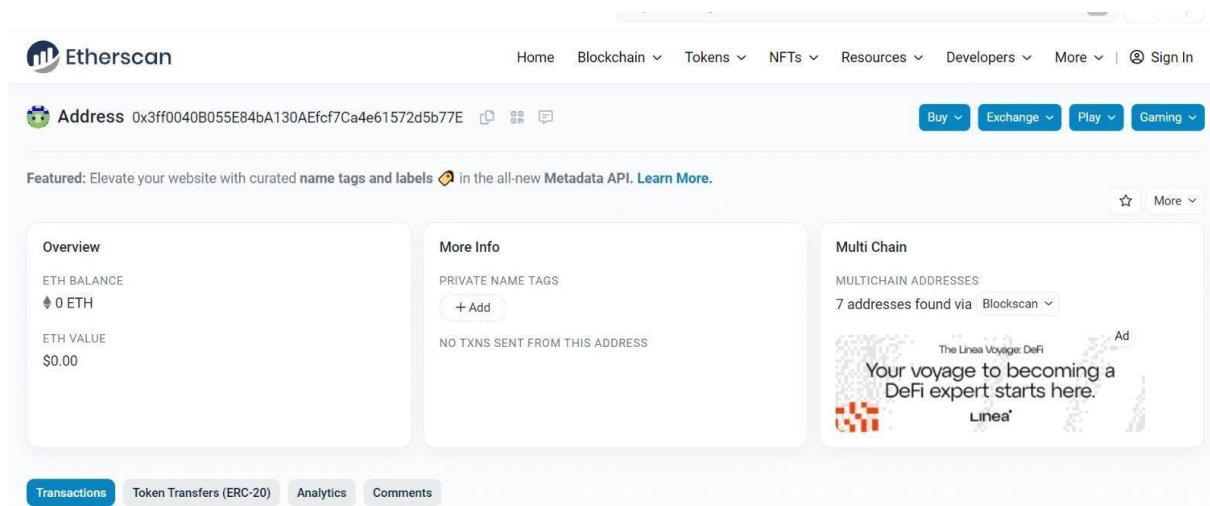 Etherscan
Home Blockchain Tokens NFTs Resources Developers More | Sign In
Address 0x3ff0040B055E84bA130AEfcf7Ca4e61572d5b77E
Buy Exchange Play Gaming
Featured: Elevate your website with curated name tags and labels in the all-new Metadata API. Learn More.
More
Overview
ETH BALANCE
0 ETH
ETH VALUE
$0.00
More Info
PRIVATE NAME TAGS
+ Add
NO TXNS SENT FROM THIS ADDRESS
Multi Chain
MULTICHAIN ADDRESSES
7 addresses found via Blockscan
Ad
The Linea Voyage: DeFi
Your voyage to becoming a
DeFi expert starts here.
Linea
Transactions Token Transfers (ERC-20) Analytics Comments